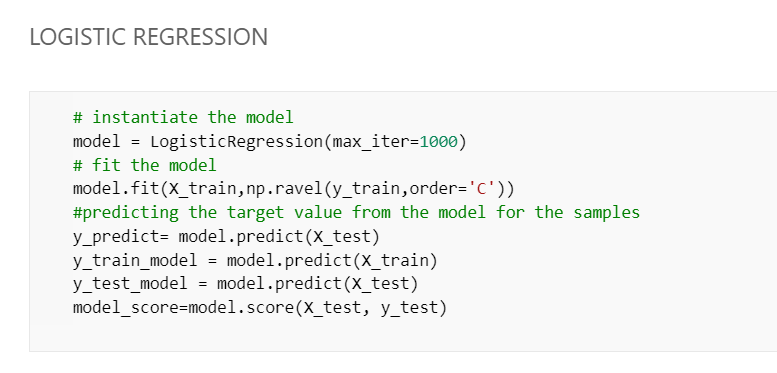 LOGISTIC REGRESSION
# instantiate the model
model = LogisticRegression(max_iter=1000)
# fit the model
model.fit(X_train,np.ravel(y_train,order='C'))
#predicting the target value from the model for the samples
y_predict= model.predict(X_test)
y_train_model = model.predict(X_train)
y_test_model = model.predict(X_test)
model_score=model.score(X_test, y_test)